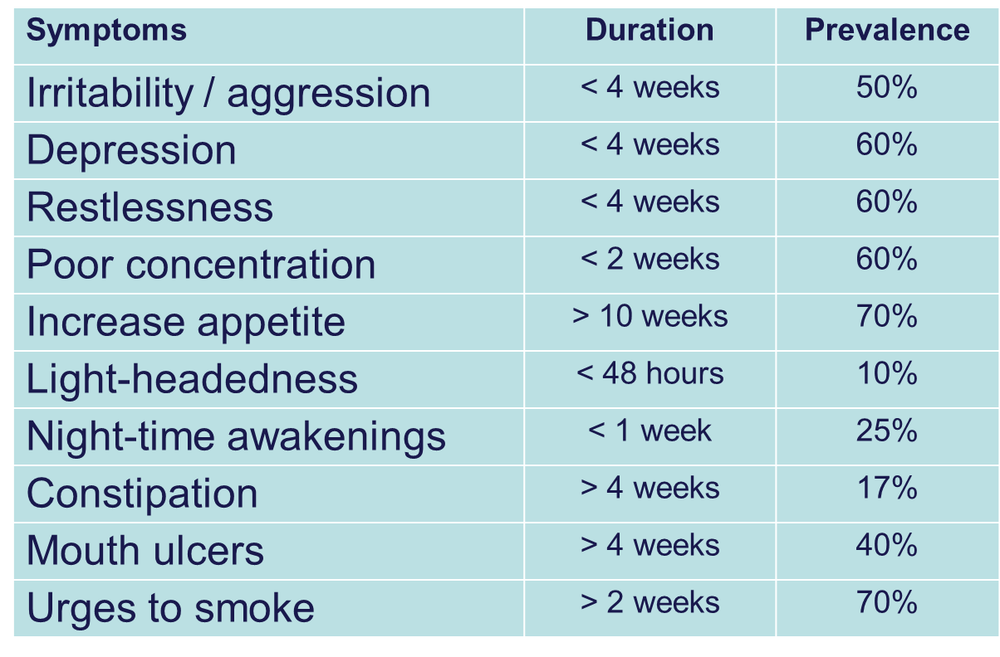 Symptoms Duration Prevalence
Irritability / aggression < 4 weeks 50%
Depression < 4 weeks 60%
Restlessness < 4 weeks 60%
Poor concentration < 2 weeks 60%
Increase appetite > 10 weeks 70%
Light-headedness < 48 hours 10%
Night-time awakenings < 1 week 25%
Constipation > 4 weeks 17%
Mouth ulcers > 4 weeks 40%
Urges to smoke > 2 weeks 70%